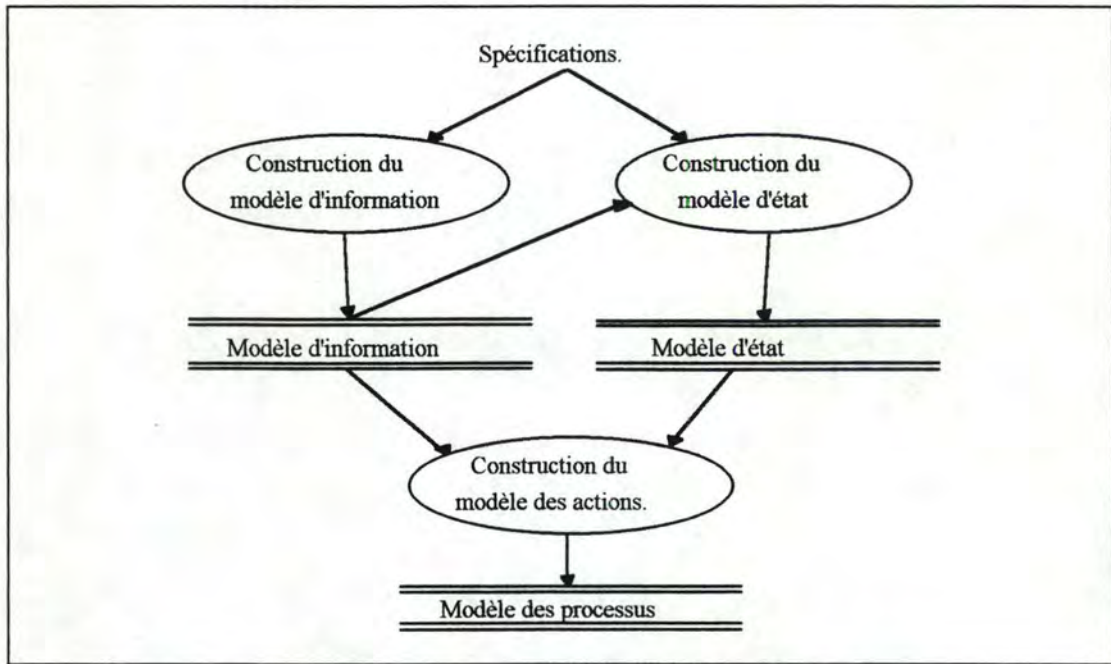 Spécifications.
Construction du
modèle d'information
Construction du
modèle d'état
Modèle d'information
Modèle d'état
Construction du
modèle des actions.
Modèle des processus